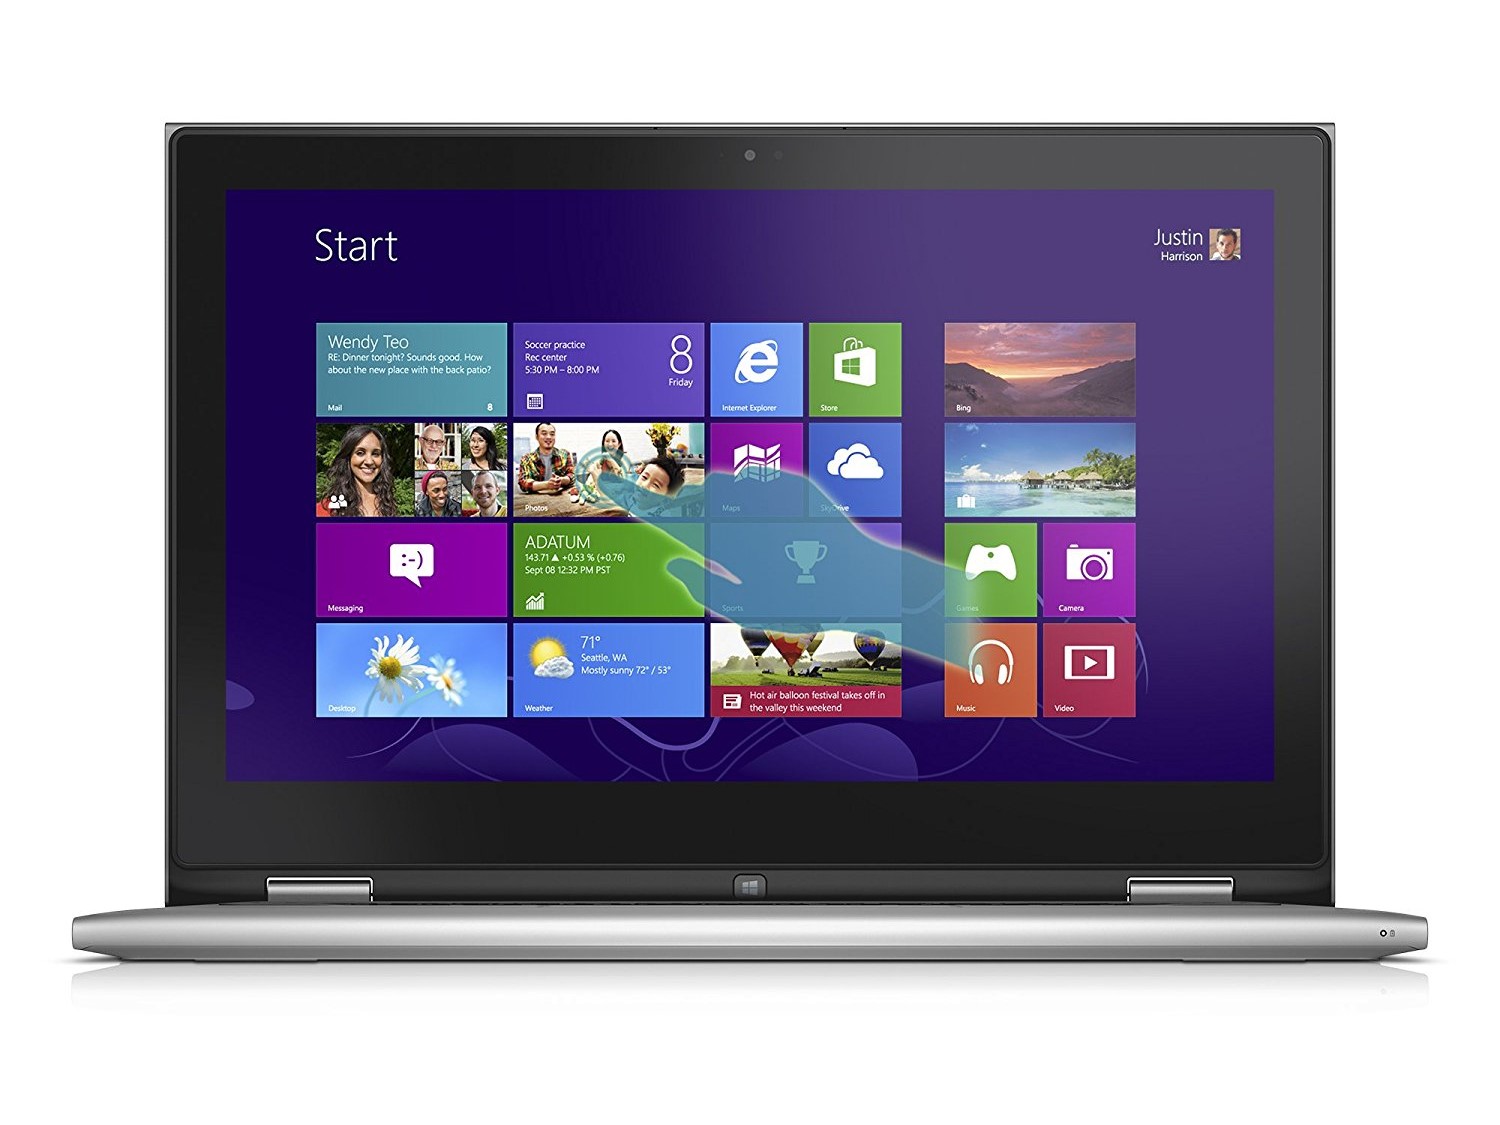 Start
Justin
Harrison
Wendy Teo
RE: Dinner tonight? Sounds good. How
about the new place with the back patio?
Mail
8
Soccer practice
Rec center
5:30 PM – 8:00 PM
8
Friday
Internet Explorer
Store
Bing
Photos
Maps
SkyDrive
:-)
Messaging
ADATUM
143.71 ▲ +0.53 % (+0.76)
Sept 08 12:32 PM PST
Sports
Games
Camera
Desktop
71°
Seattle, WA
Mostly sunny 72° / 53°
Weather
Hot air balloon festival takes off in
the valley this weekend
Music
Video